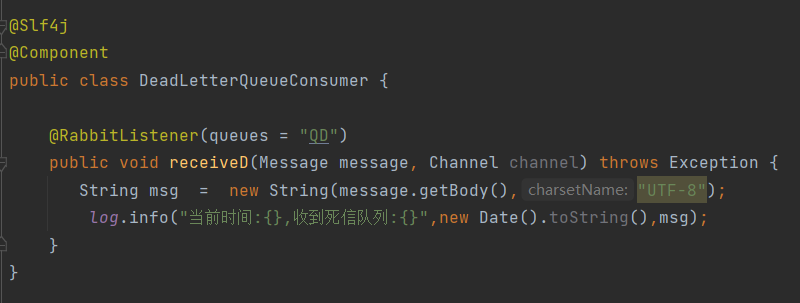 @Slf4j
@Component
public class DeadLetterQueueConsumer {
@RabbitListener(queues = "QD")
public void receiveD(Message message, Channel channel) throws Exception {
String msg  =  new String(message.getBody(), charsetName: "UTF-8");
log.info("当前时间:{},收到死信队列:{}",new Date().toString(),msg);
}
}